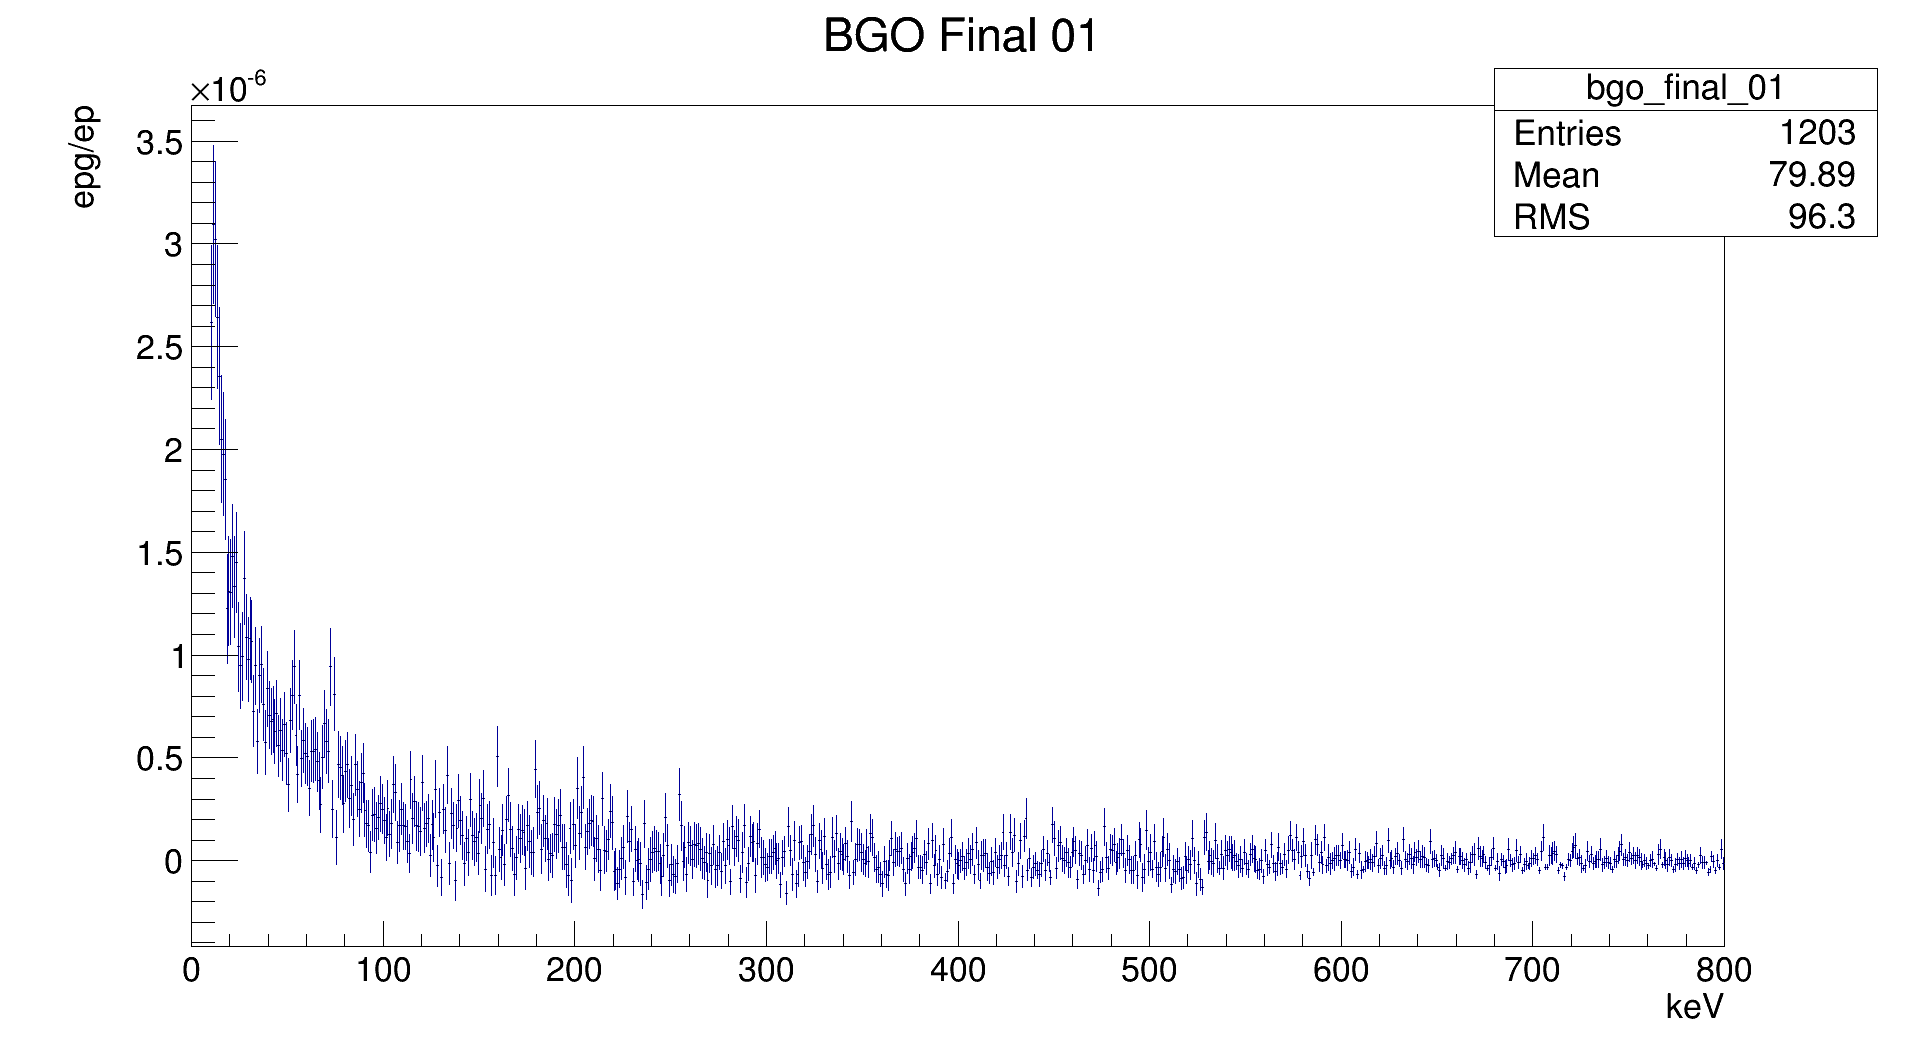 BGO Final 01
×10-6
epg/ep
bgo_final_01
Entries 1203
Mean 79.89
RMS 96.3
3.5
3
2.5
2
1.5
1
0.5
0
0 100 200 300 400 500 600 700 800
keV